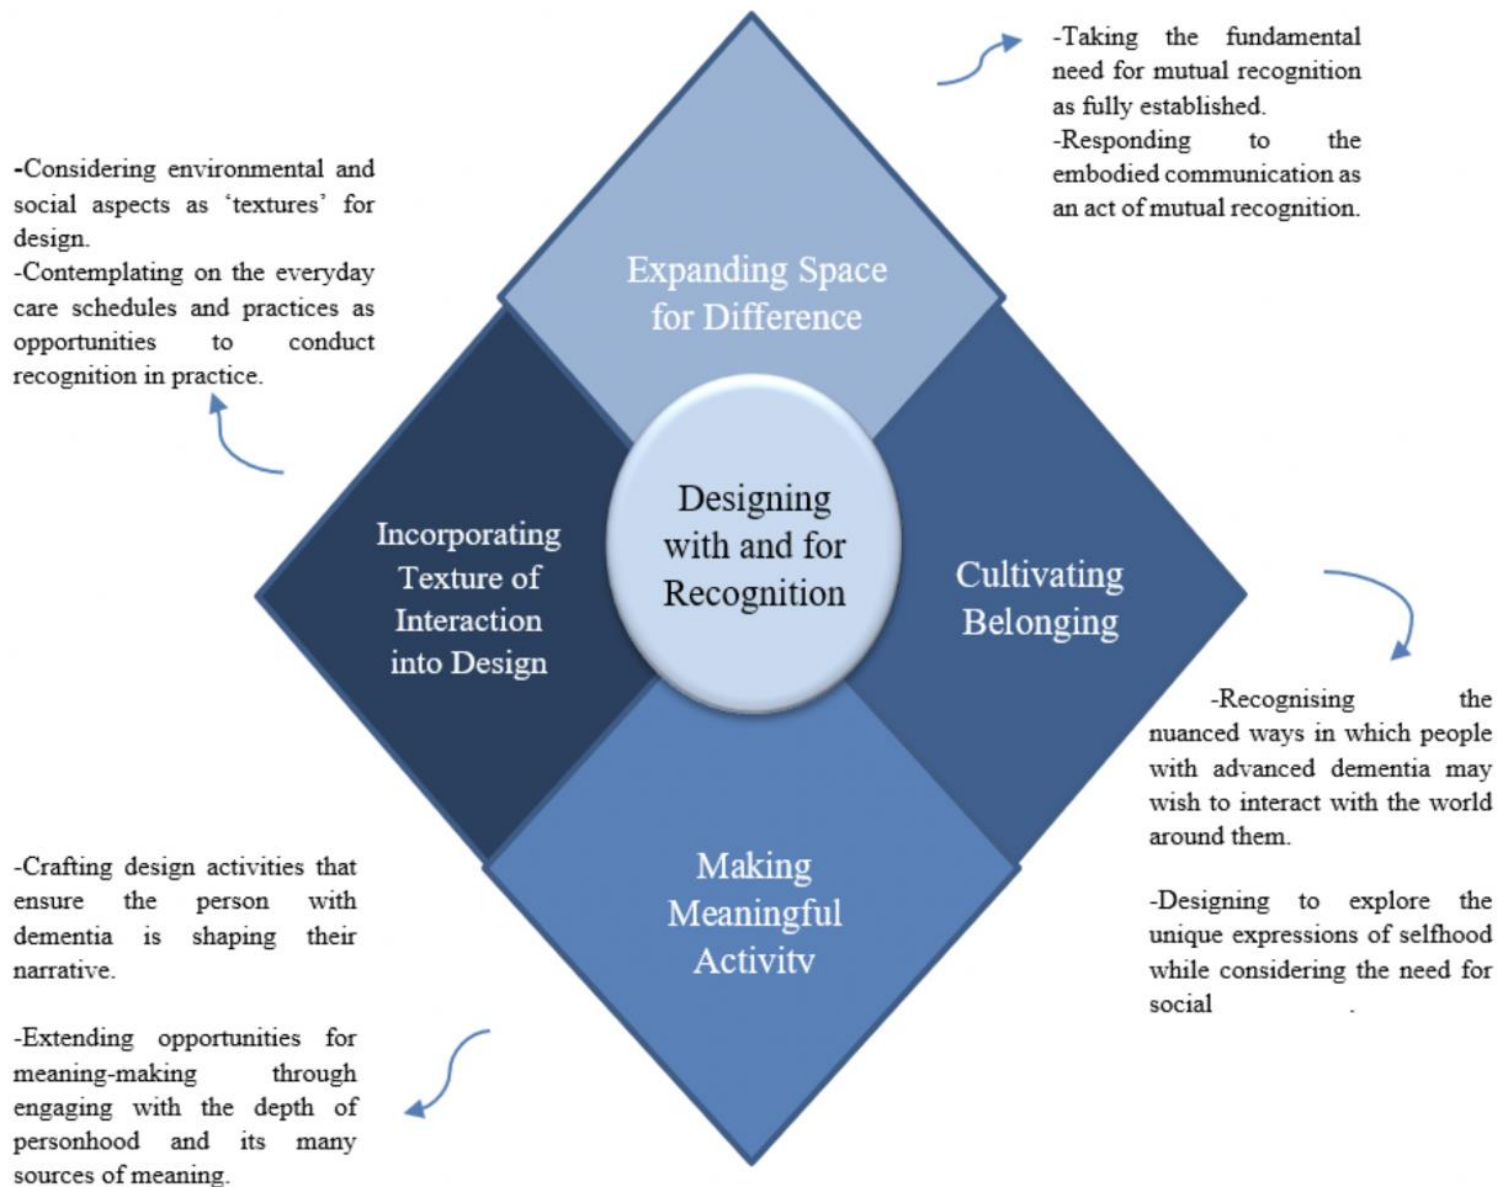 -Taking the fundamental
need for mutual recognition
as fully established.
-Responding to the
embodied communication as
an act of mutual recognition.
-Considering environmental and
social aspects as ‘textures’ for
design.
-Contemplating on the everyday
care schedules and practices as
opportunities to conduct
recognition in practice.
Expanding Space
for Difference
Designing
with and for
Recognition
Incorporating
Texture of
Interaction
into Design
Cultivating
Belonging
-Recognising the
nuanced ways in which people
with advanced dementia may
wish to interact with the world
around them.
-Designing to explore the
unique expressions of selfhood
while considering the need for
social .
Making
Meaningful
Activity
-Crafting design activities that
ensure the person with
dementia is shaping their
narrative.
-Extending opportunities for
meaning-making through
engaging with the depth of
personhood and its many
sources of meaning.